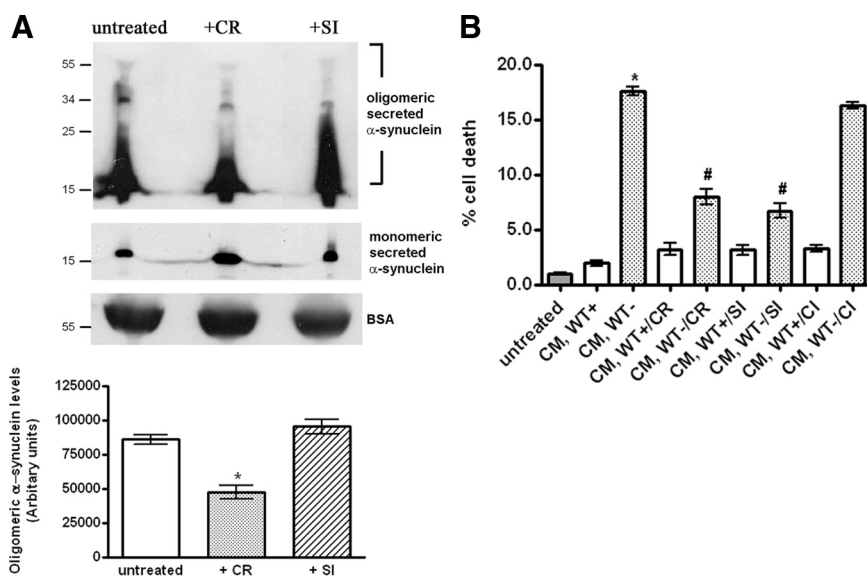 A
untreated
+CR
+SI
55
34
25
15
oligomeric
secreted
α-synuclein
15
monomeric
secreted
α-synuclein
55
BSA
Oligomeric α-synuclein levels
(Arbitary units)
125000
100000
75000
50000
25000
0
*
untreated
+ CR
+ SI
B
% cell death
20.0
15.0
10.0
5.0
0.0
*
#
#
untreated
CM, WT+
CM, WT-
CM, WT+/CR
CM, WT-/CR
CM, WT+/SI
CM, WT-/SI
CM, WT+/CI
CM, WT-/CI